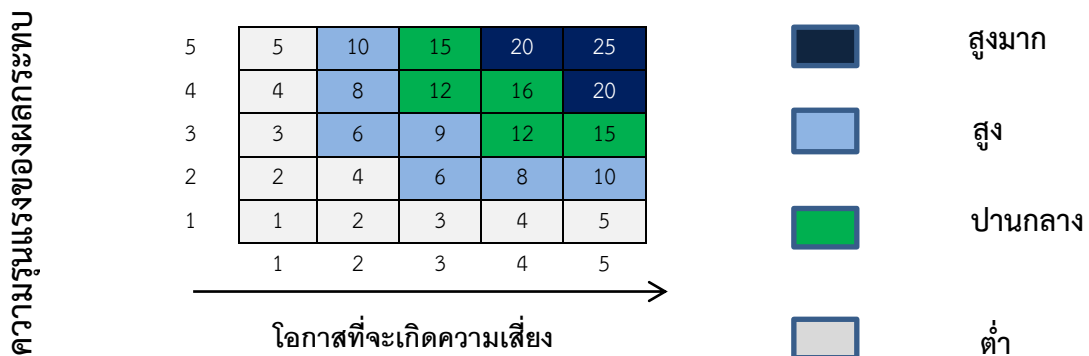 ความรุนแรงของผลกระทบ
5 5 10 15 20 25
4 4 8 12 16 20
3 3 6 9 12 15
2 2 4 6 8 10
1 1 2 3 4 5
1 2 3 4 5
โอกาสที่จะเกิดความเสี่ยง
สูงมาก
สูง
ปานกลาง
ต่ำ